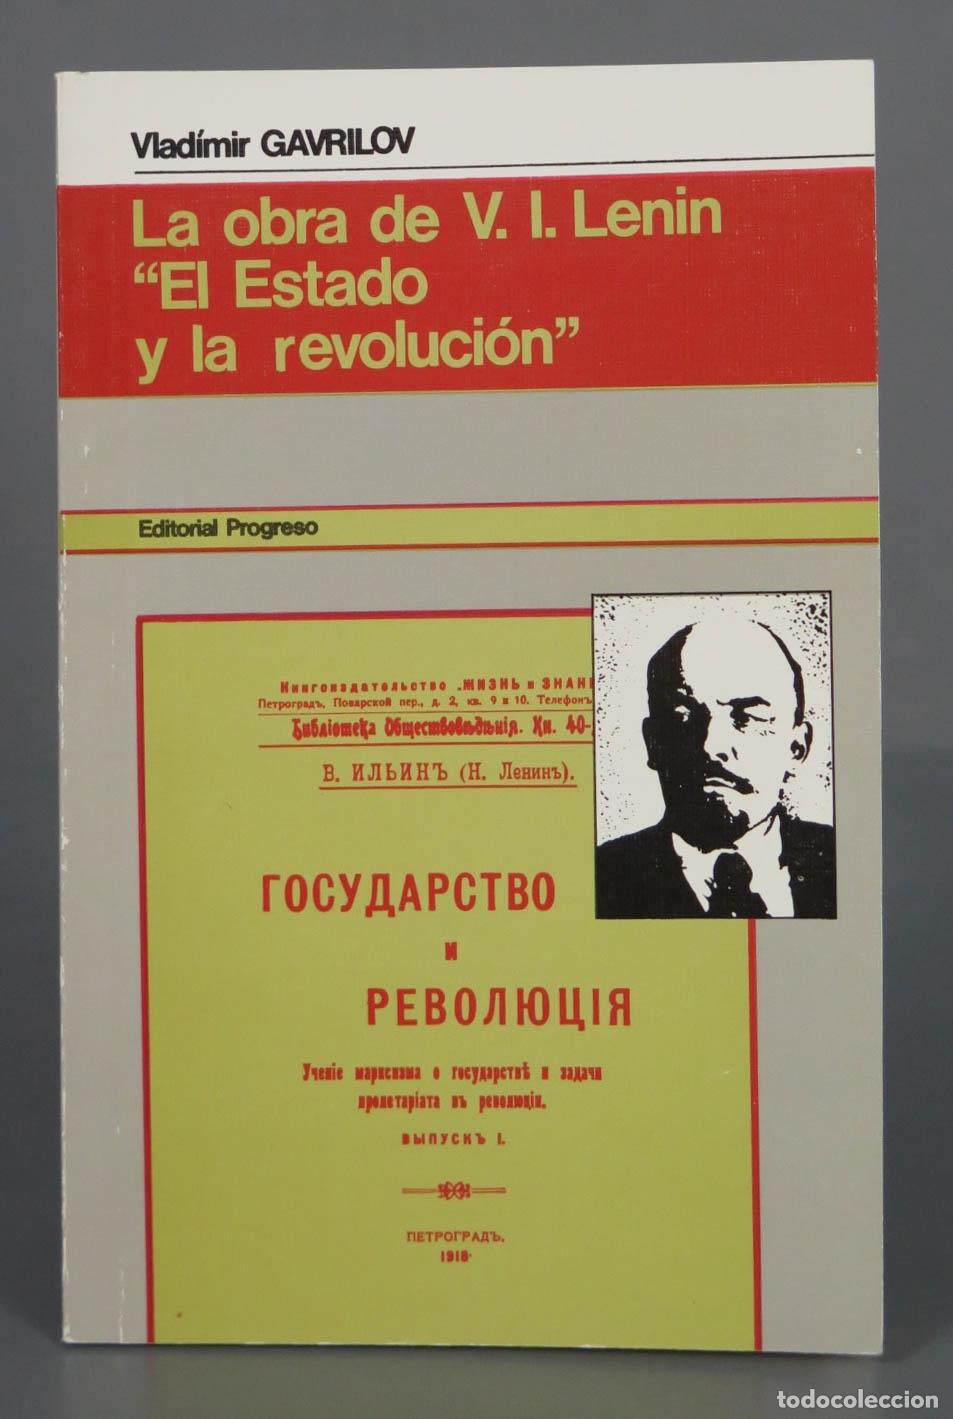 Vladímir GAVRILOV
La obra de V. I. Lenin
“El Estado
y la revolución”
Editorial Progreso
Книгоиздательство „ЖИЗНЬ и ЗНАНІ
Петроградъ, Поварской пер., д. 2, кв. 9 и 10. Телефонъ
Библіотека Обществовѣдѣнія. Кн. 40-
В. ИЛЬИНЪ (Н. Ленинъ).
ГОСУДАРСТВО
И
РЕВОЛЮЦІЯ
Ученіе марксизма о государствѣ и задачи
пролетаріата въ революціи.
ВЫПУСКЪ I.
ПЕТРОГРАДЪ.
1918
todocoleccion